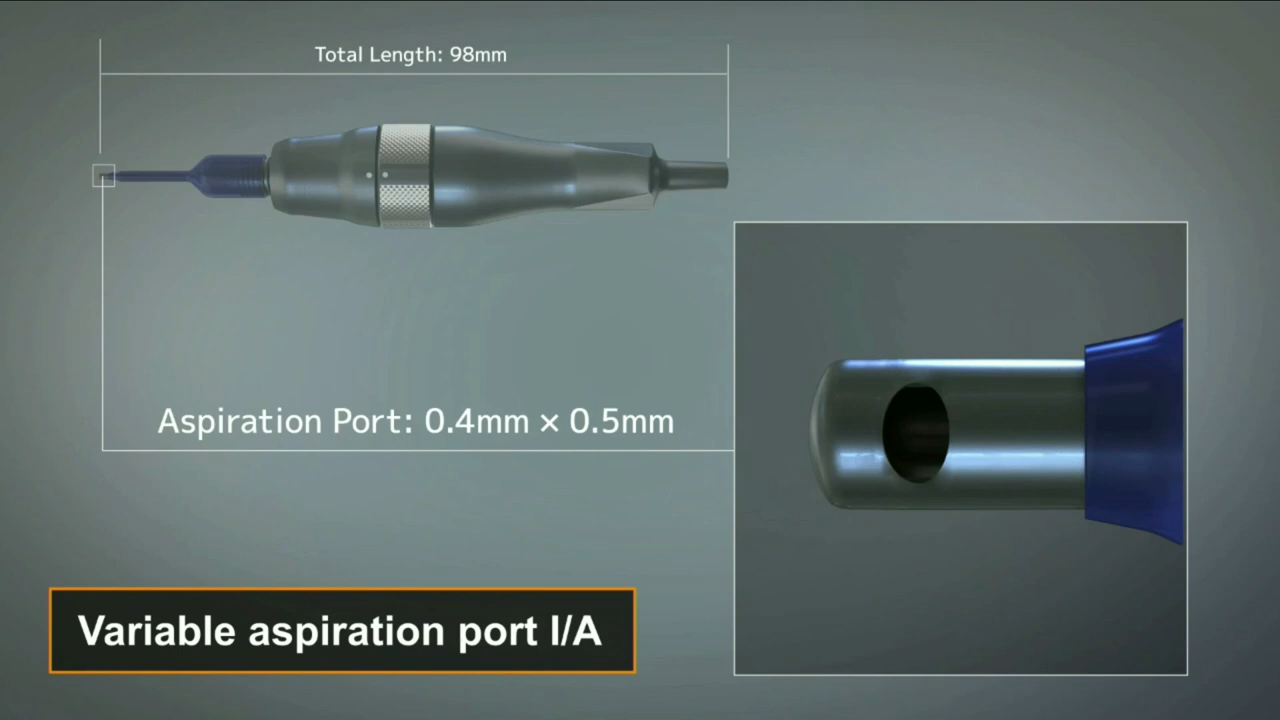 Total Length: 98mm
Aspiration Port: 0.4mm × 0.5mm
Variable aspiration port I/A